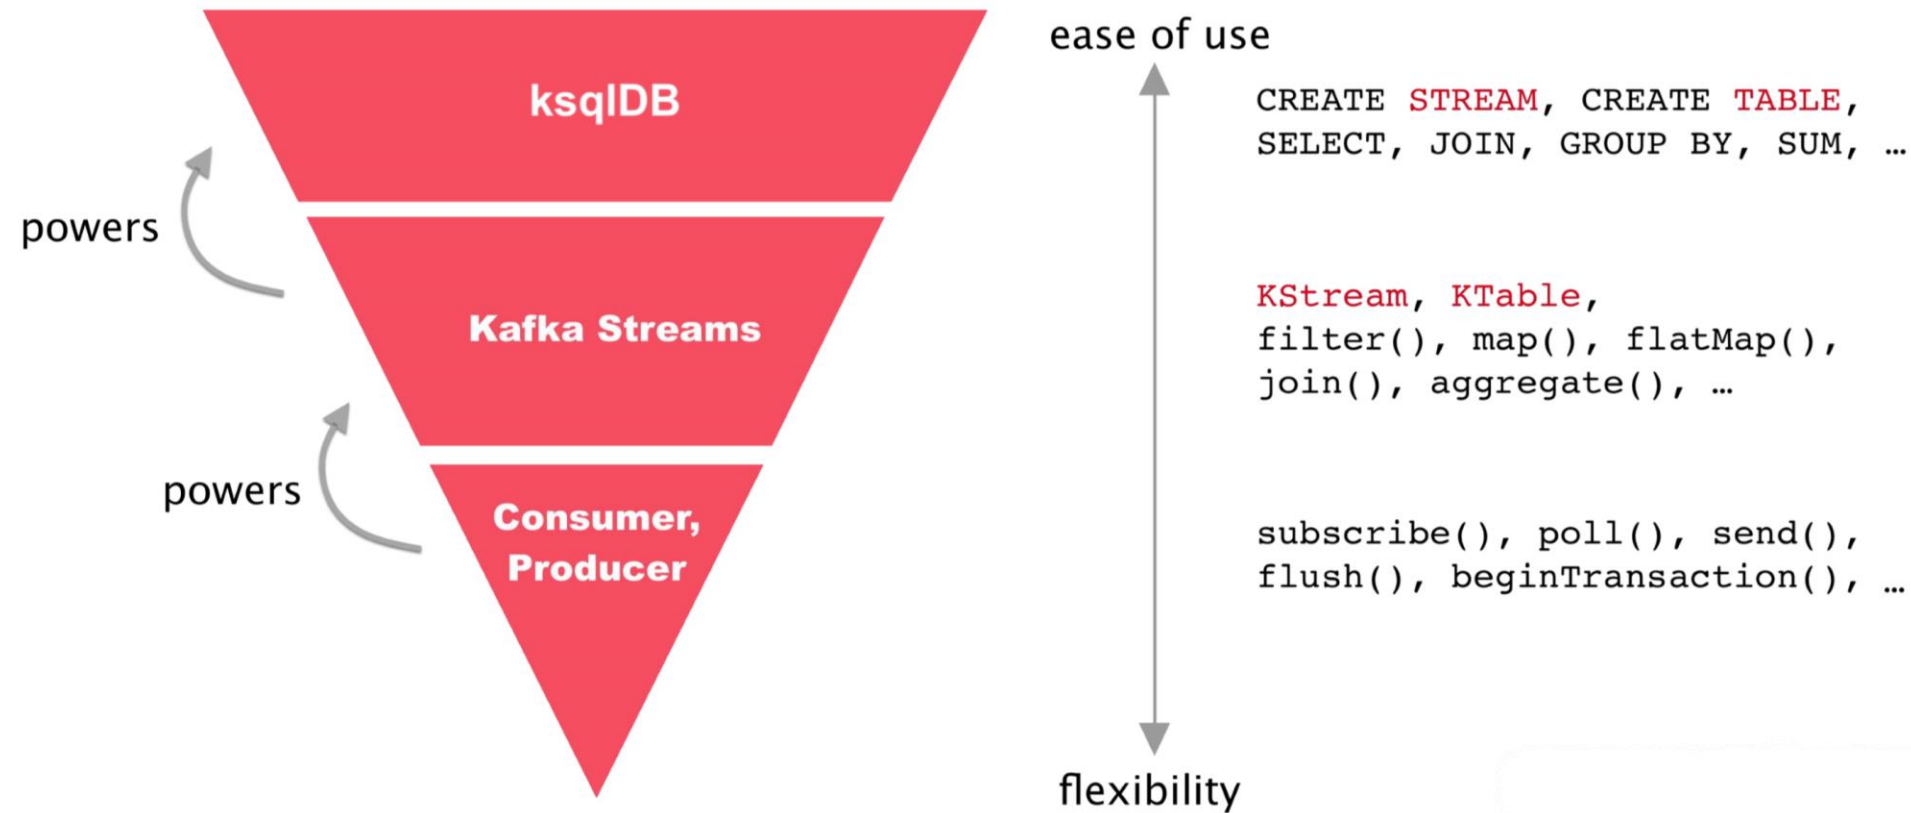 ksqlDB
powers
Kafka Streams
powers
Consumer,
Producer
ease of use
flexibility
CREATE STREAM, CREATE TABLE,
SELECT, JOIN, GROUP BY, SUM, …
KStream, KTable,
filter(), map(), flatMap(),
join(), aggregate(), …
subscribe(), poll(), send(),
flush(), beginTransaction(), …